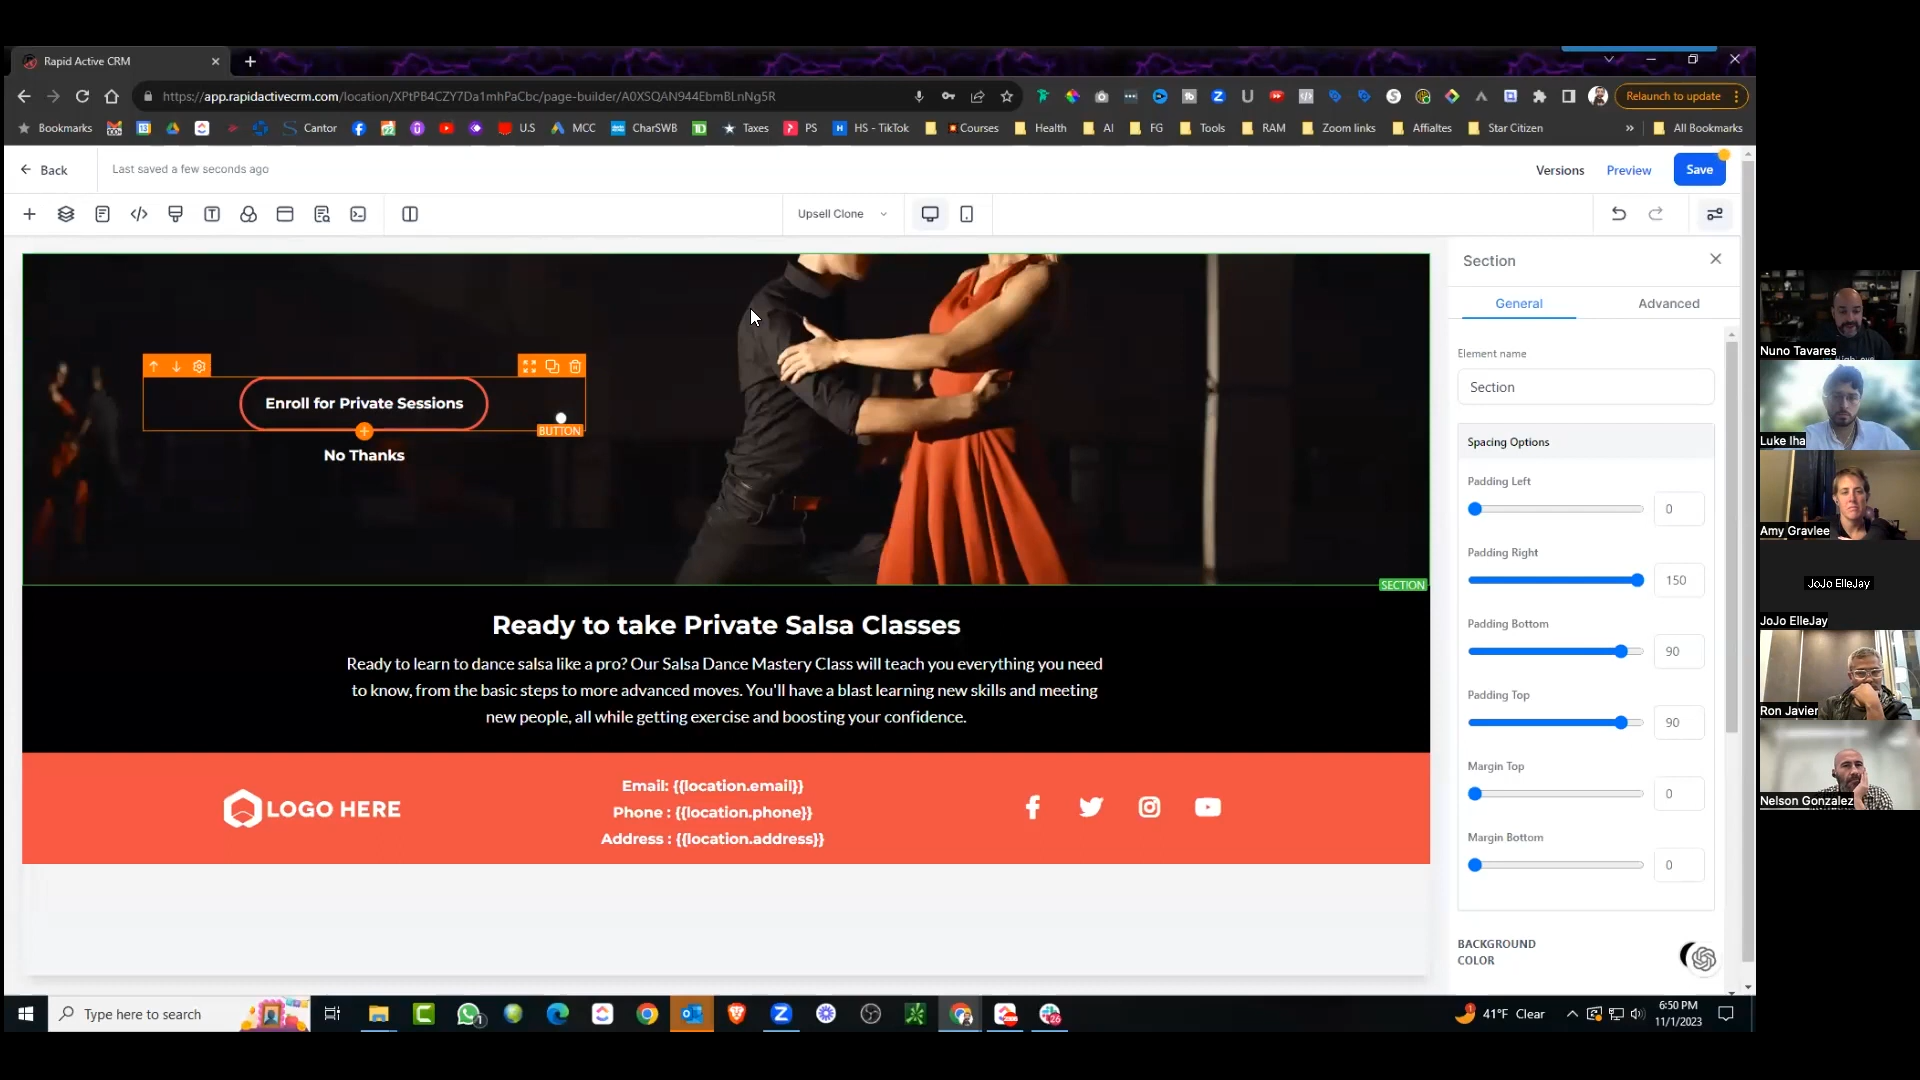 Rapid Active CRM
https://app.rapidactivecrm.com/location/XPtPB4CZY7Da1mhPaCbc/page-builder/A0XSQAN944EbmBLnNg5R
Relaunch to update
Bookmarks
Cantor
U.S
MCC
CharSWB
Taxes
PS
HS - TikTok
Courses
Health
AI
FG
Tools
RAM
Zoom links
Affialtes
Star Citizen
All Bookmarks
Back
Last saved a few seconds ago
Versions
Preview
Save
Upsell Clone
Section
General
Advanced
Element name
Section
Enroll for Private Sessions
BUTTON
No Thanks
SECTION
Spacing Options
Padding Left
0
Padding Right
150
Padding Bottom
90
Padding Top
90
Margin Top
0
Margin Bottom
0
BACKGROUND
COLOR
Ready to take Private Salsa Classes
Ready to learn to dance salsa like a pro? Our Salsa Dance Mastery Class will teach you everything you need
to know, from the basic steps to more advanced moves. You'll have a blast learning new skills and meeting
new people, all while getting exercise and boosting your confidence.
LOGO HERE
Email: {{location.email}}
Phone : {{location.phone}}
Address : {{location.address}}
Nuno Tavares
Luke Iha
Amy Gravlee
JoJo ElleJay
JoJo ElleJay
Ron Javier
Nelson Gonzalez
Type here to search
41°F Clear
6:50 PM
11/1/2023